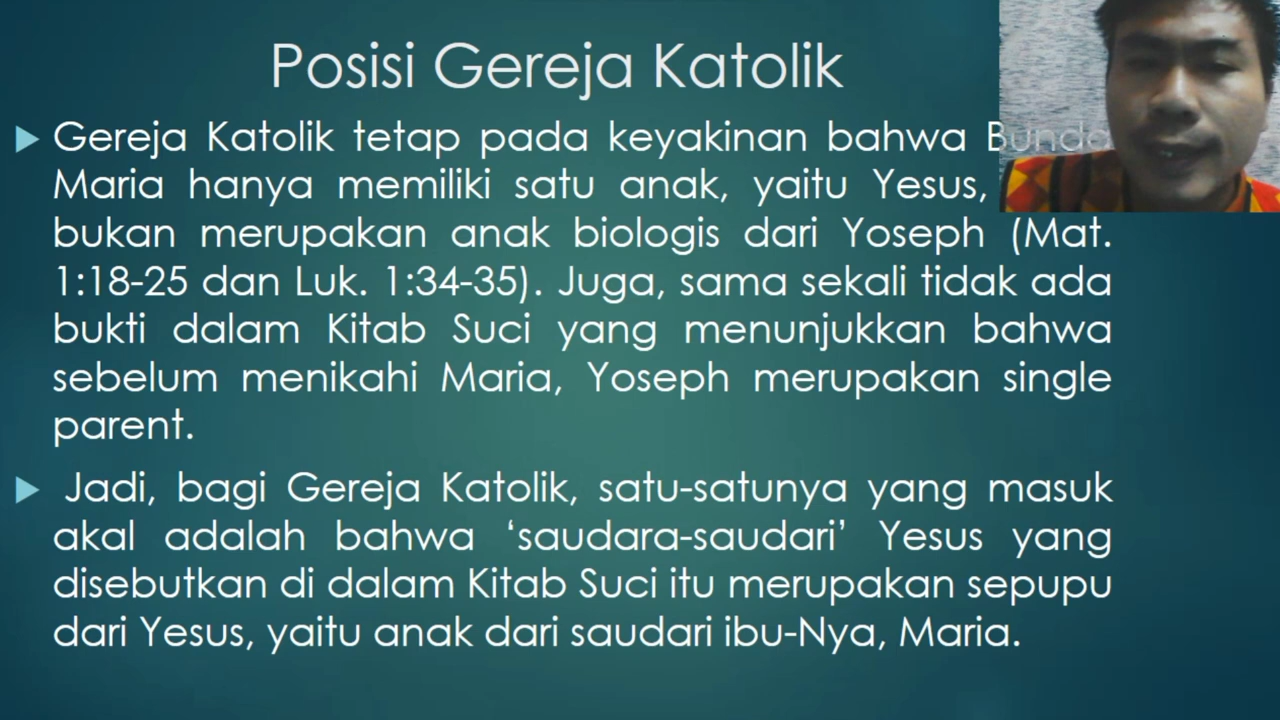 Posisi Gereja Katolik
Gereja Katolik tetap pada keyakinan bahwa Bunda
Maria hanya memiliki satu anak, yaitu Yesus,
bukan merupakan anak biologis dari Yoseph (Mat.
1:18-25 dan Luk. 1:34-35). Juga, sama sekali tidak ada
bukti dalam Kitab Suci yang menunjukkan bahwa
sebelum menikahi Maria, Yoseph merupakan single
parent.
Jadi, bagi Gereja Katolik, satu-satunya yang masuk
akal adalah bahwa ‘saudara-saudari’ Yesus yang
disebutkan di dalam Kitab Suci itu merupakan sepupu
dari Yesus, yaitu anak dari saudari ibu-Nya, Maria.